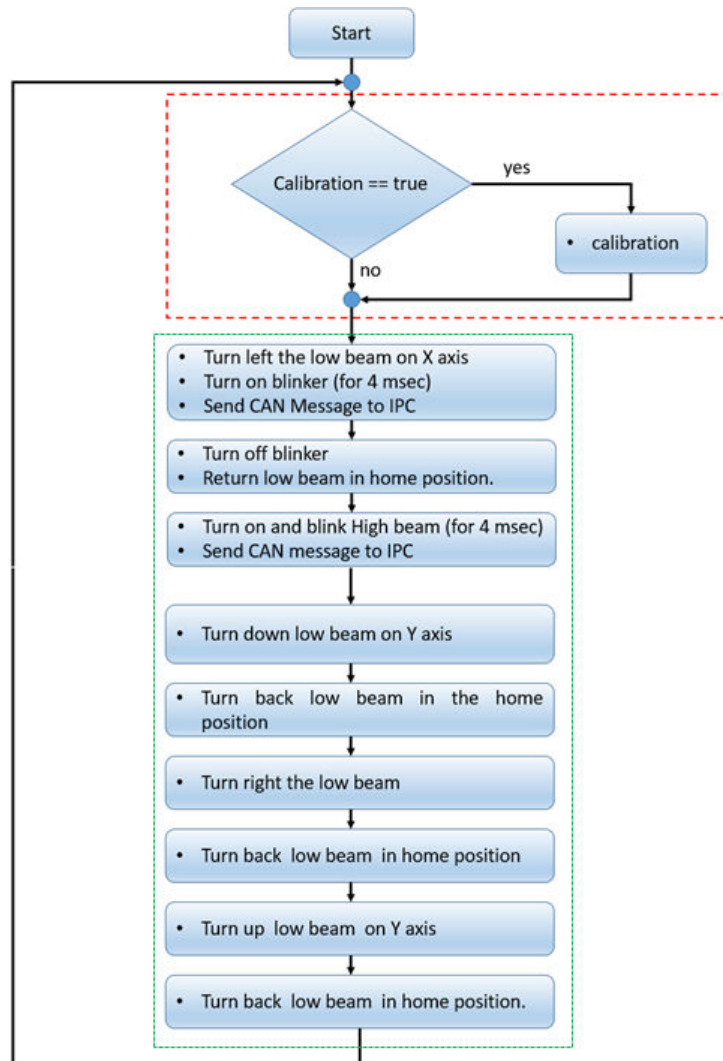 Start
Calibration == true
yes
• calibration
no
• Turn left the low beam on X axis
• Turn on blinker (for 4 msec)
• Send CAN Message to IPC
• Turn off blinker
• Return low beam in home position.
• Turn on and blink High beam (for 4 msec)
• Send CAN message to IPC
• Turn down low beam on Y axis
• Turn back low beam in the home
position
• Turn right the low beam
• Turn back low beam in home position
• Turn up low beam on Y axis
• Turn back low beam in home position.